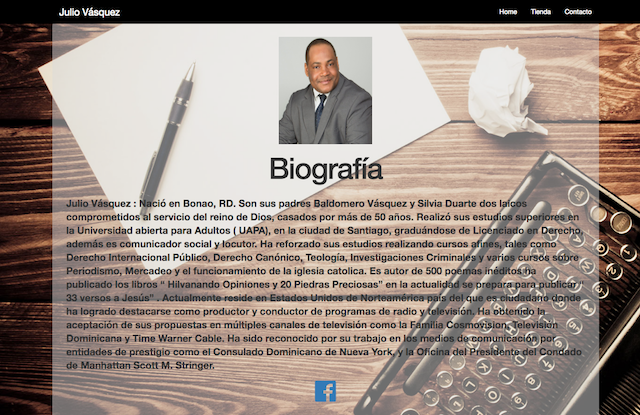 Julio Vásquez
Home Tienda Contacto
Biografía
Julio Vásquez : Nació en Bonao, RD. Son sus padres Baldomero Vásquez y Silvia Duarte dos laicos
comprometidos al servicio del reino de Dios, casados por más de 50 años. Realizó sus estudios superiores en
la Universidad abierta para Adultos ( UAPA), en la ciudad de Santiago, graduándose de Licenciado en Derecho,
además es comunicador social y locutor. Ha reforzado sus estudios realizando cursos afines, tales como
Derecho Internacional Público, Derecho Canónico, Teología, Investigaciones Criminales y varios cursos sobre
Periodismo, Mercadeo y el funcionamiento de la iglesia catolica. Es autor de 500 poemas inéditos ha
publicado los libros “ Hilvanando Opiniones y 20 Piedras Preciosas” en la actualidad se prepara para publicar “
33 versos a Jesús” . Actualmente reside en Estados Unidos de Norteamérica país del que es ciudadano donde
ha logrado destacarse como productor y conductor de programas de radio y televisión. Ha obtenido la
aceptación de sus propuestas en múltiples canales de televisión como la Familia Cosmovision, Televisión
Dominicana y Time Warner Cable. Ha sido reconocido por su trabajo en los medios de comunicación por
entidades de prestigio como el Consulado Dominicano de Nueva York, y la Oficina del Presidente del Condado
de Manhattan Scott M. Stringer.